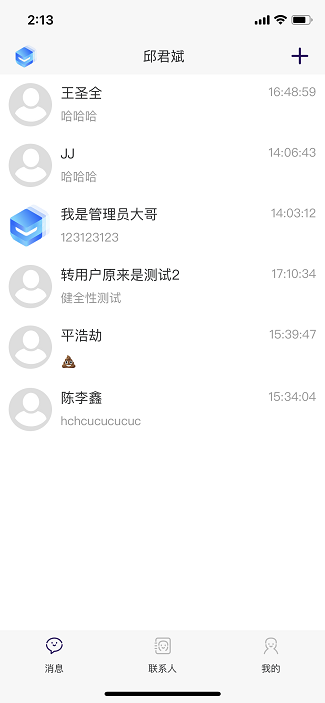 2:13
邱君斌
王圣全 16:48:59
哈哈哈
JJ 14:06:43
哈哈哈
我是管理员大哥 14:03:12
123123123
转用户原来是测试2 17:10:34
健全性测试
平浩劫 15:39:47
💩
陈李鑫 15:34:04
hchcucucucuc
消息 联系人 我的